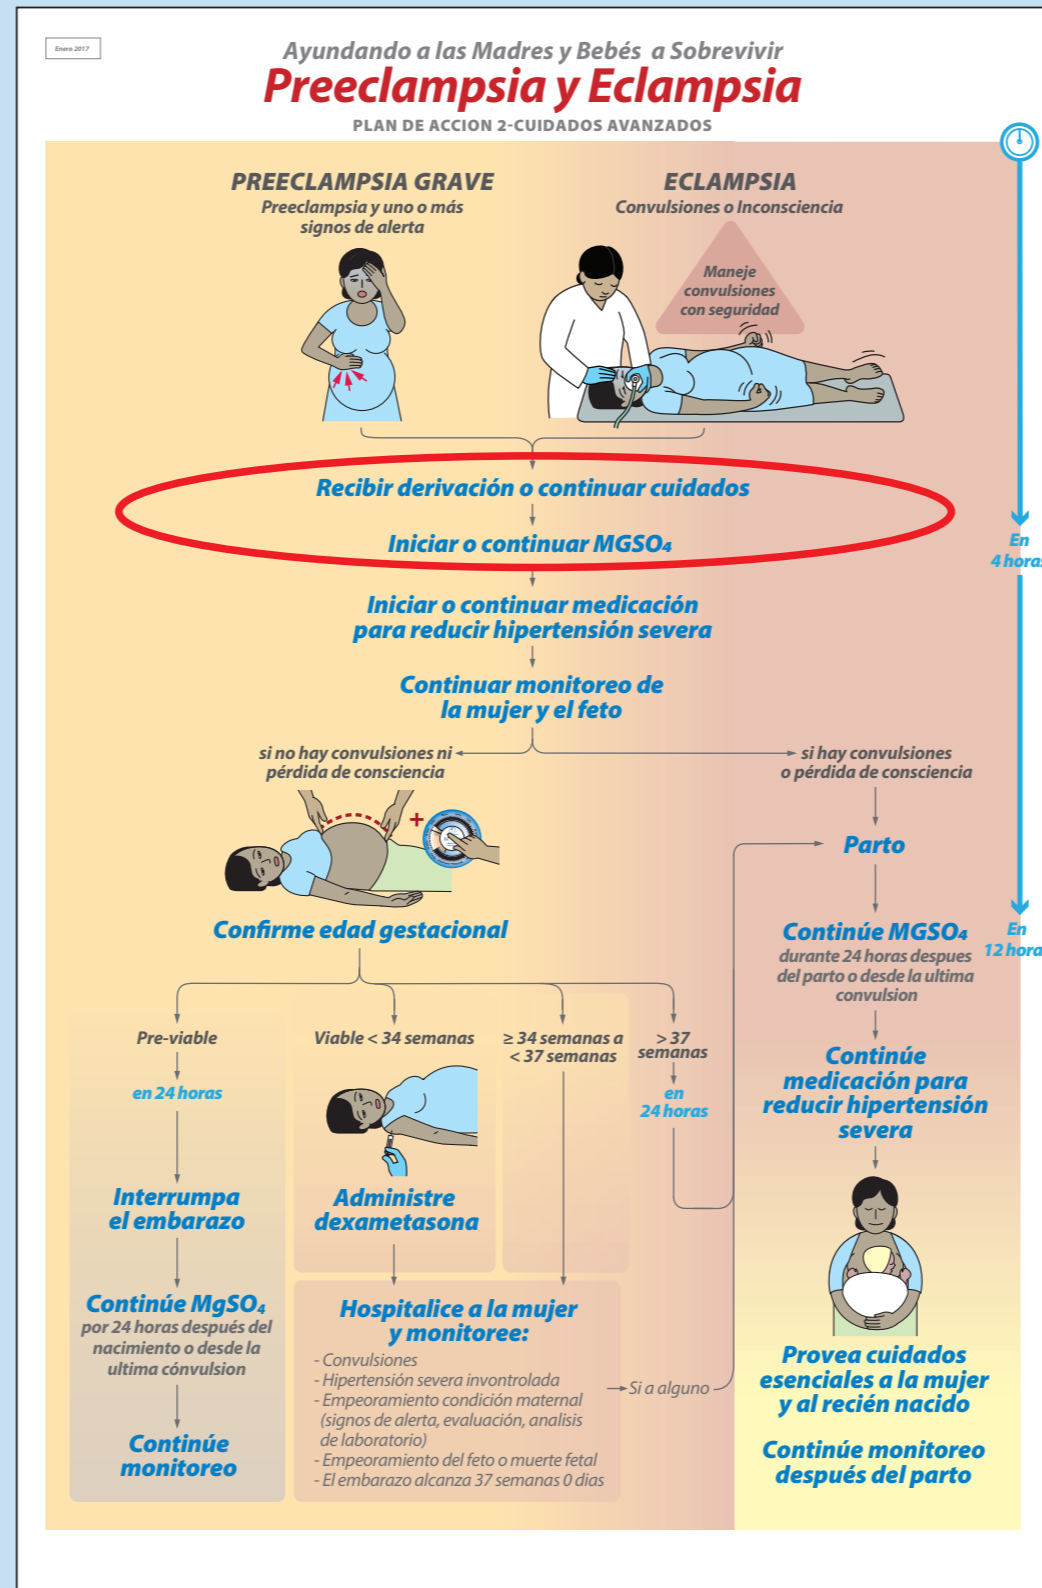 Enero 2017
Ayundando a las Madres y Bebés a Sobrevivir
Preeclampsia y Eclampsia
PLAN DE ACCION 2-CUIDADOS AVANZADOS
PREECLAMPSIA GRAVE
Preeclampsia y uno o más
signos de alerta
ECLAMPSIA
Convulsiones o Inconsciencia
Maneje
convulsiones
con seguridad
Recibir derivación o continuar cuidados
Iniciar o continuar MGSO₄
En
4 horas
Iniciar o continuar medicación
para reducir hipertensión severa
Continuar monitoreo de
la mujer y el feto
si no hay convulsiones ni
pérdida de consciencia
si hay convulsiones
o pérdida de consciencia
+
Confirme edad gestacional
Parto
Continúe MGSO₄
durante 24 horas despues
del parto o desde la ultima
convulsion
En
12 hora
Pre-viable
en 24 horas
Interrumpa
el embarazo
Continúe MgSO₄
por 24 horas después del
nacimiento o desde la
ultima cónvulsion
Continúe
monitoreo
Viable < 34 semanas
Administre
dexametasona
≥ 34 semanas a
< 37 semanas
> 37
semanas
en
24 horas
Hospitalice a la mujer
y monitoree:
- Convulsiones
- Hipertensión severa invontrolada
- Empeoramiento condición maternal
(signos de alerta, evaluación, analisis
de laboratorio)
- Empeoramiento del feto o muerte fetal
- El embarazo alcanza 37 semanas 0 dias
Si a alguno
Continúe
medicación para
reducir hipertensión
severa
Provea cuidados
esenciales a la mujer
y al recién nacido
Continúe monitoreo
después del parto